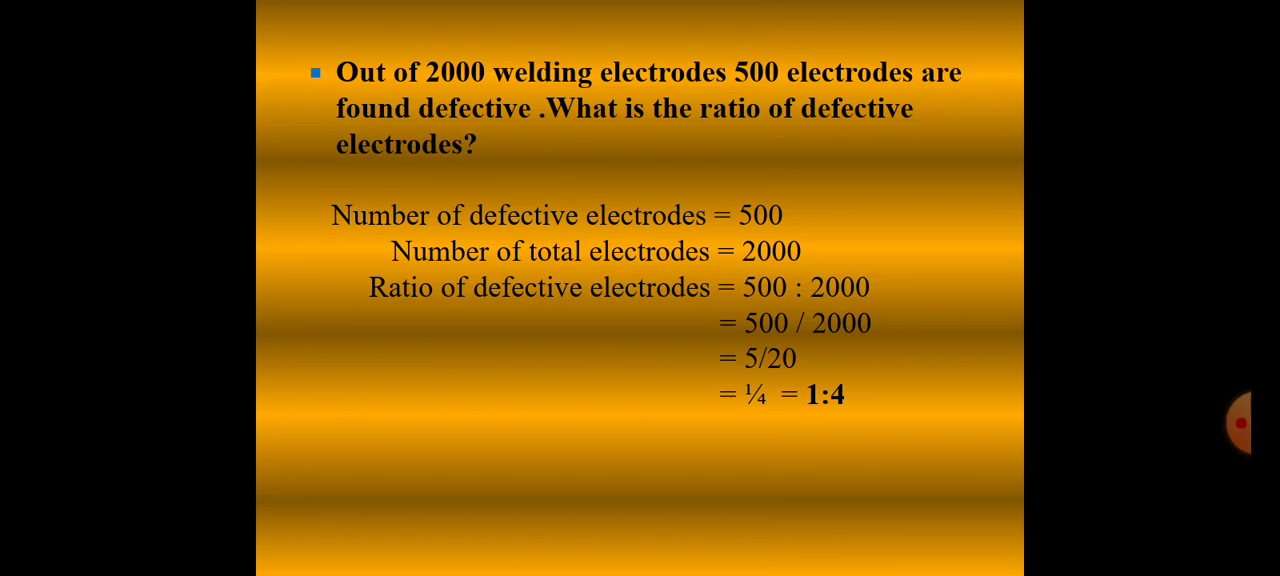 Out of 2000 welding electrodes 500 electrodes are
found defective .What is the ratio of defective
electrodes?
Number of defective electrodes = 500
Number of total electrodes = 2000
Ratio of defective electrodes = 500 : 2000
= 500 / 2000
= 5/20
= ¼ = 1:4